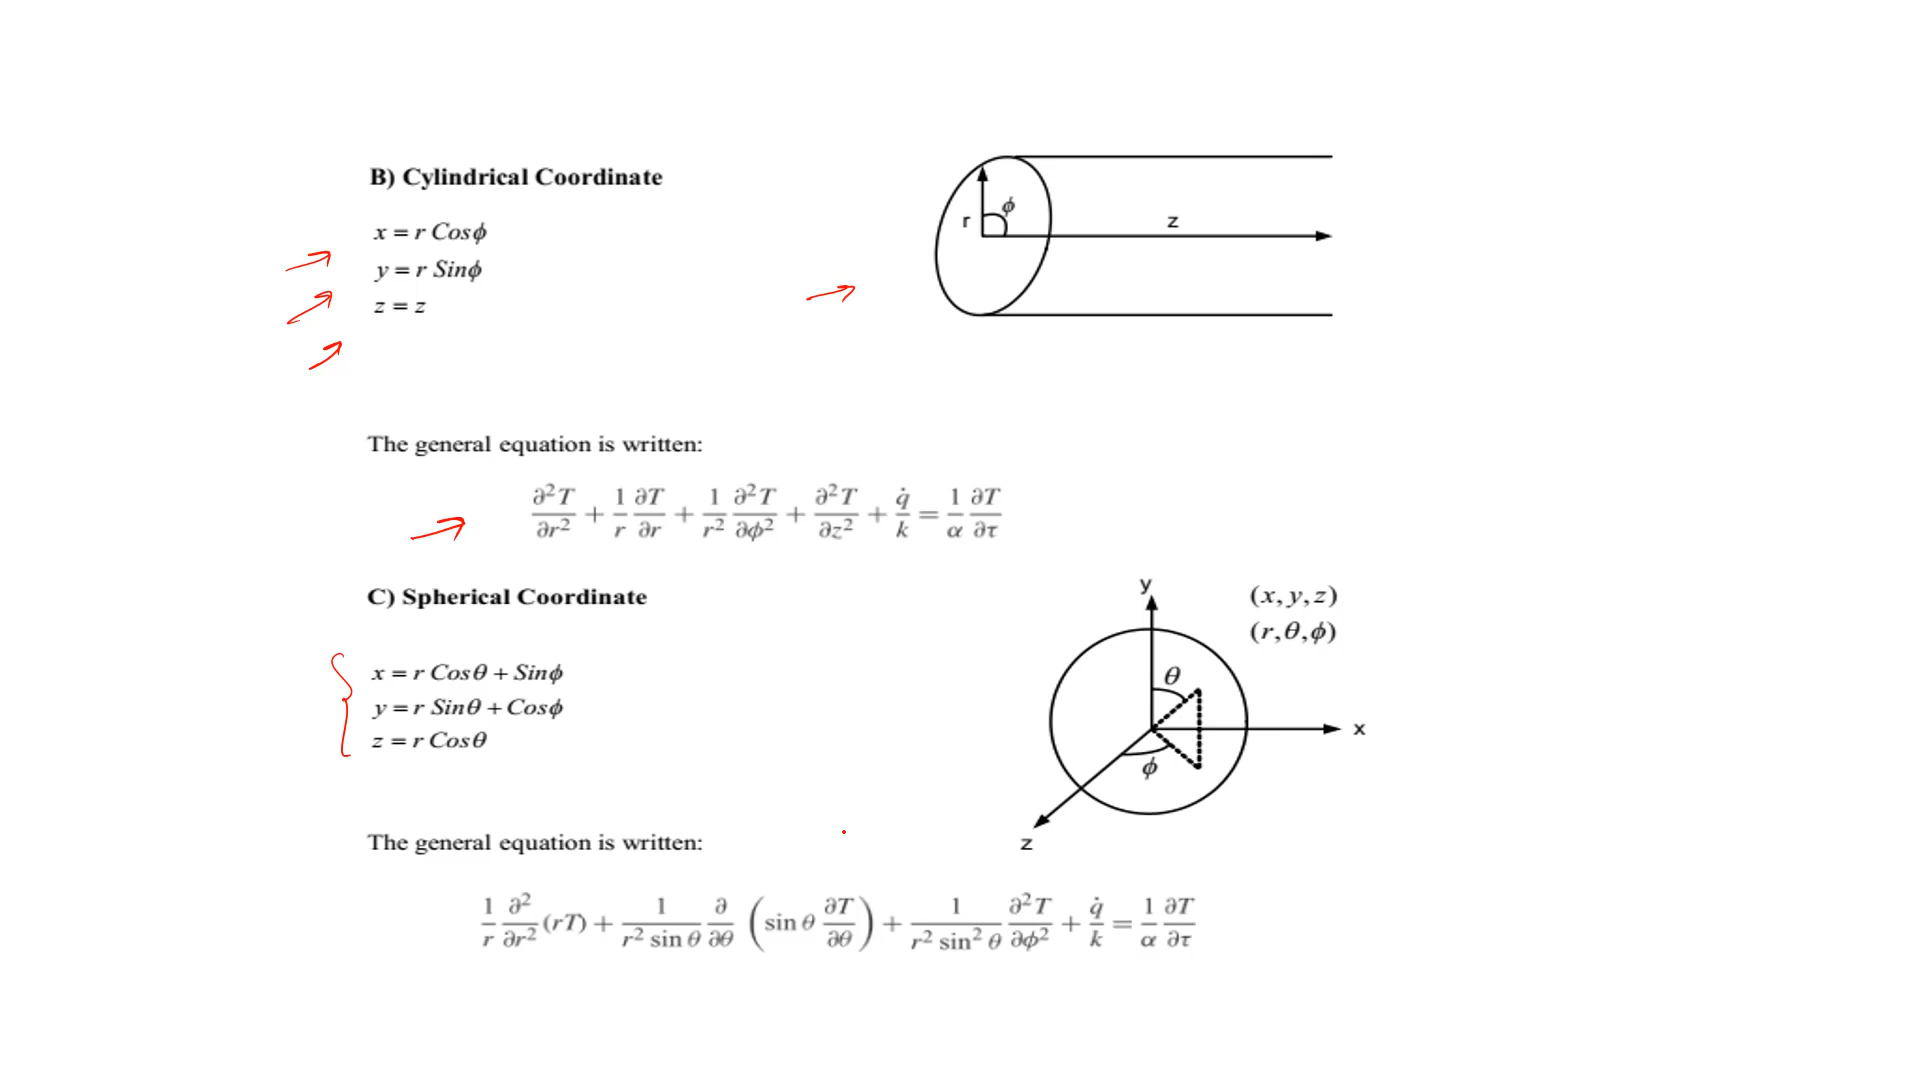 B) Cylindrical Coordinate
x = r Cosϕ
y = r Sinϕ
z = z
r
ϕ
z
The general equation is written:
∂²T/∂r² + 1/r ∂T/∂r + 1/r² ∂²T/∂ϕ² + ∂²T/∂z² + q̇/k = 1/α ∂T/∂τ
C) Spherical Coordinate
x = r Cosθ + Sinϕ
y = r Sinθ + Cosϕ
z = r Cosθ
y
(x, y, z)
(r, θ, ϕ)
θ
x
ϕ
z
The general equation is written:
1/r ∂²/∂r² (rT) + 1/(r² sin θ) ∂/∂θ (sin θ ∂T/∂θ) + 1/(r² sin² θ) ∂²T/∂ϕ² + q̇/k = 1/α ∂T/∂τ